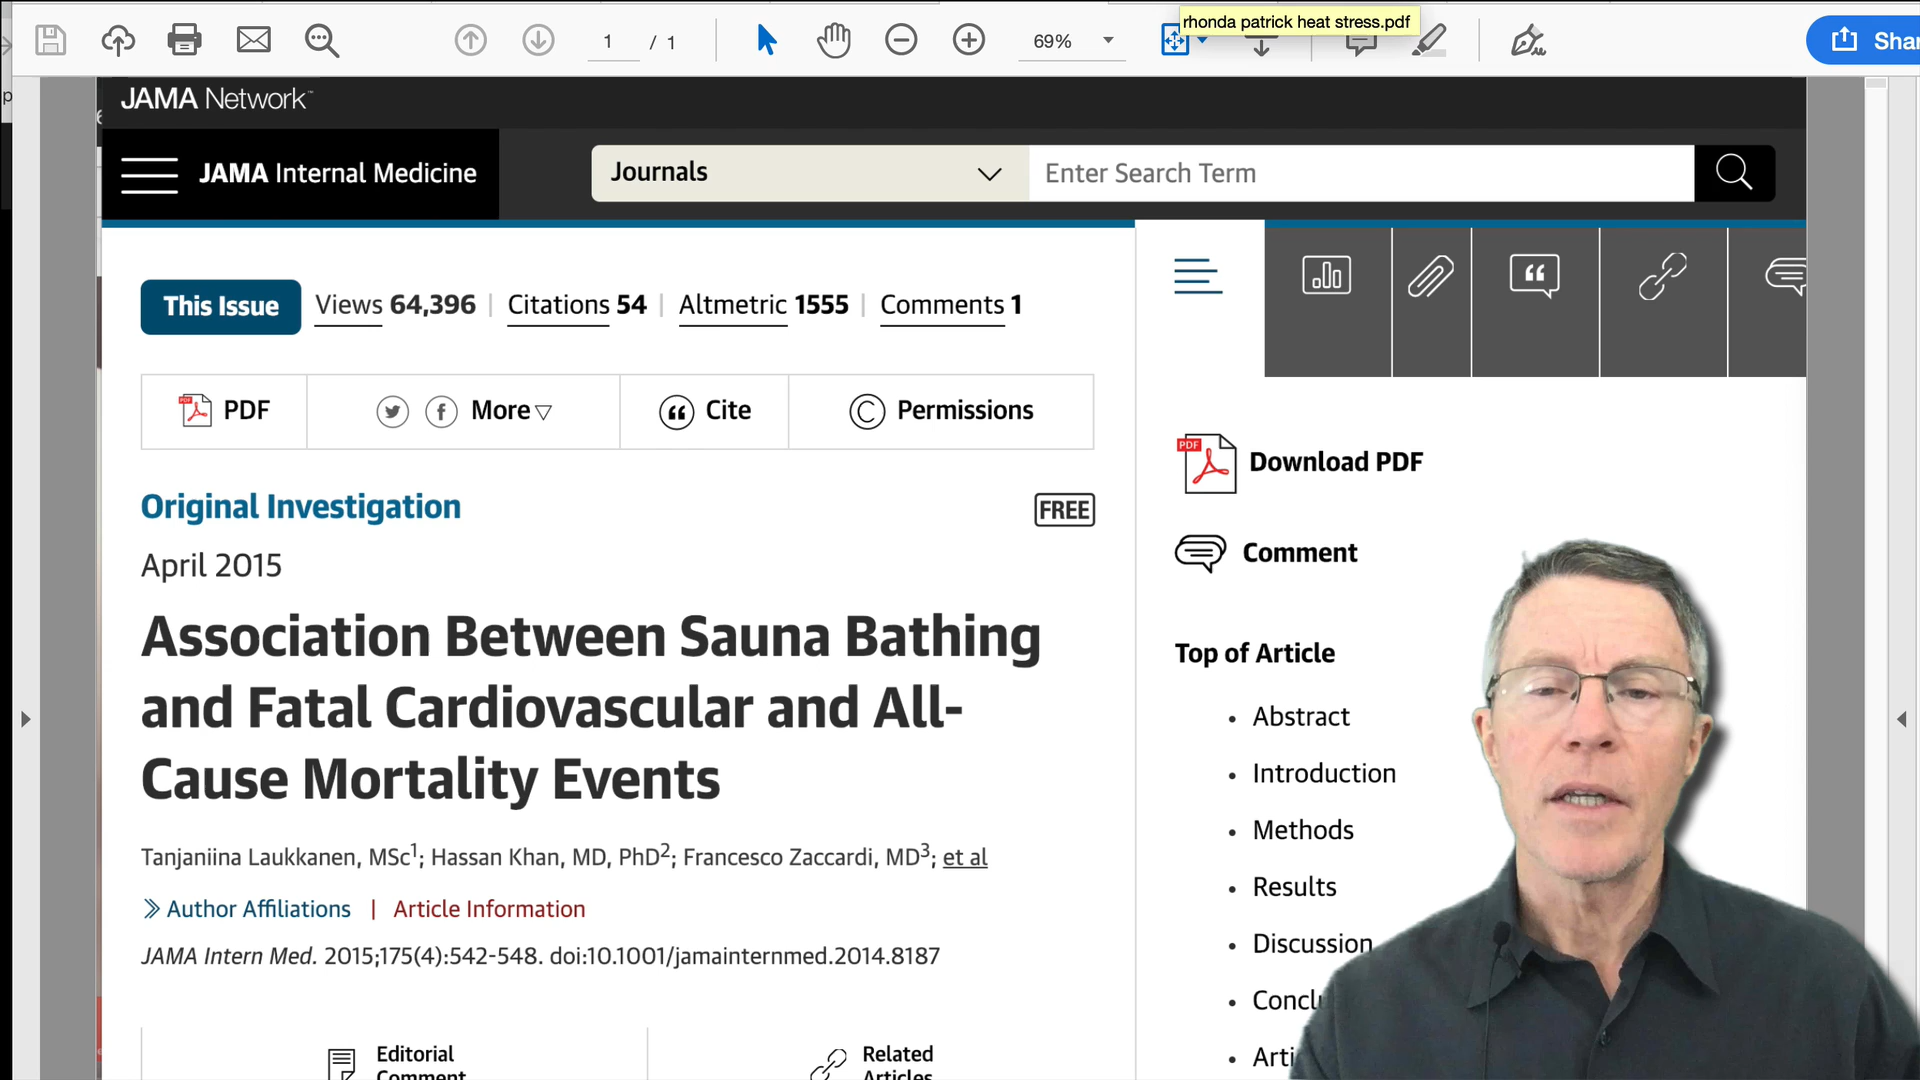 rhonda patrick heat stress.pdf
1 / 1
69%
Shar
JAMA Network™
JAMA Internal Medicine
Journals
Enter Search Term
This Issue Views 64,396 | Citations 54 | Altmetric 1555 | Comments 1
PDF More Cite Permissions
Original Investigation
FREE
April 2015
Association Between Sauna Bathing
and Fatal Cardiovascular and All-
Cause Mortality Events
Tanjaniina Laukkanen, MSc1; Hassan Khan, MD, PhD2; Francesco Zaccardi, MD3; et al
Author Affiliations | Article Information
JAMA Intern Med. 2015;175(4):542-548. doi:10.1001/jamainternmed.2014.8187
Editorial
Comment
Related
Articles
PDF
Download PDF
Comment
Top of Article
• Abstract
• Introduction
• Methods
• Results
• Discussion
• Conclu
• Arti